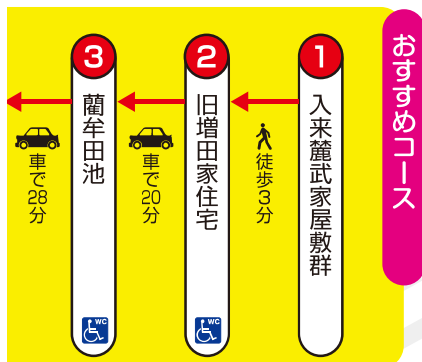 おすすめコース
1
入来麓武家屋敷群
徒歩3分
2
旧増田家住宅
WC
車で20分
3
藺牟田池
WC
車で28分